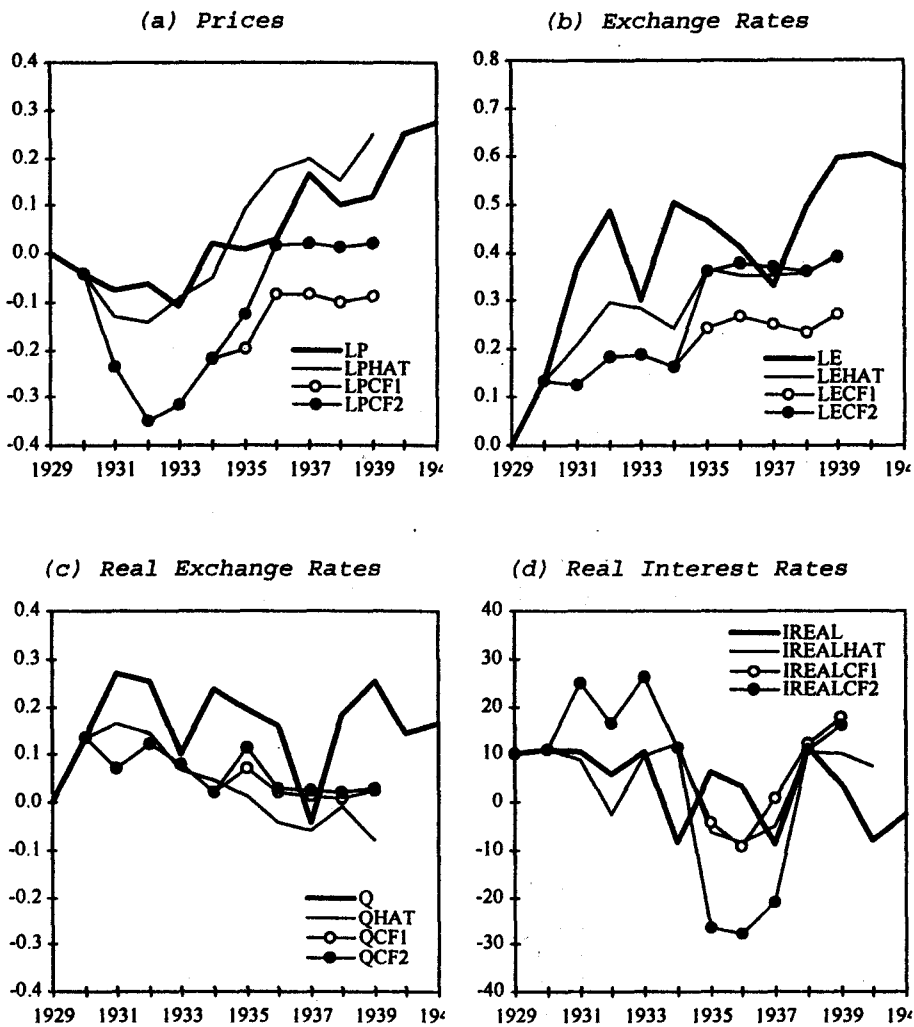 (a) Prices
0.4
0.3
0.2
0.1
0.0
-0.1
-0.2
-0.3
-0.4
1929 1931 1933 1935 1937 1939 194
LP
LPHAT
LPCF1
LPCF2
(b) Exchange Rates
0.8
0.7
0.6
0.5
0.4
0.3
0.2
0.1
0.0
1929 1931 1933 1935 1937 1939 194
LE
LEHAT
LECF1
LECF2
(c) Real Exchange Rates
0.4
0.3
0.2
0.1
0.0
-0.1
-0.2
-0.3
-0.4
1929 1931 1933 1935 1937 1939 194
Q
QHAT
QCF1
QCF2
(d) Real Interest Rates
40
30
20
10
0
-10
-20
-30
-40
1929 1931 1933 1935 1937 1939 194
IREAL
IREALHAT
IREALCF1
IREALCF2